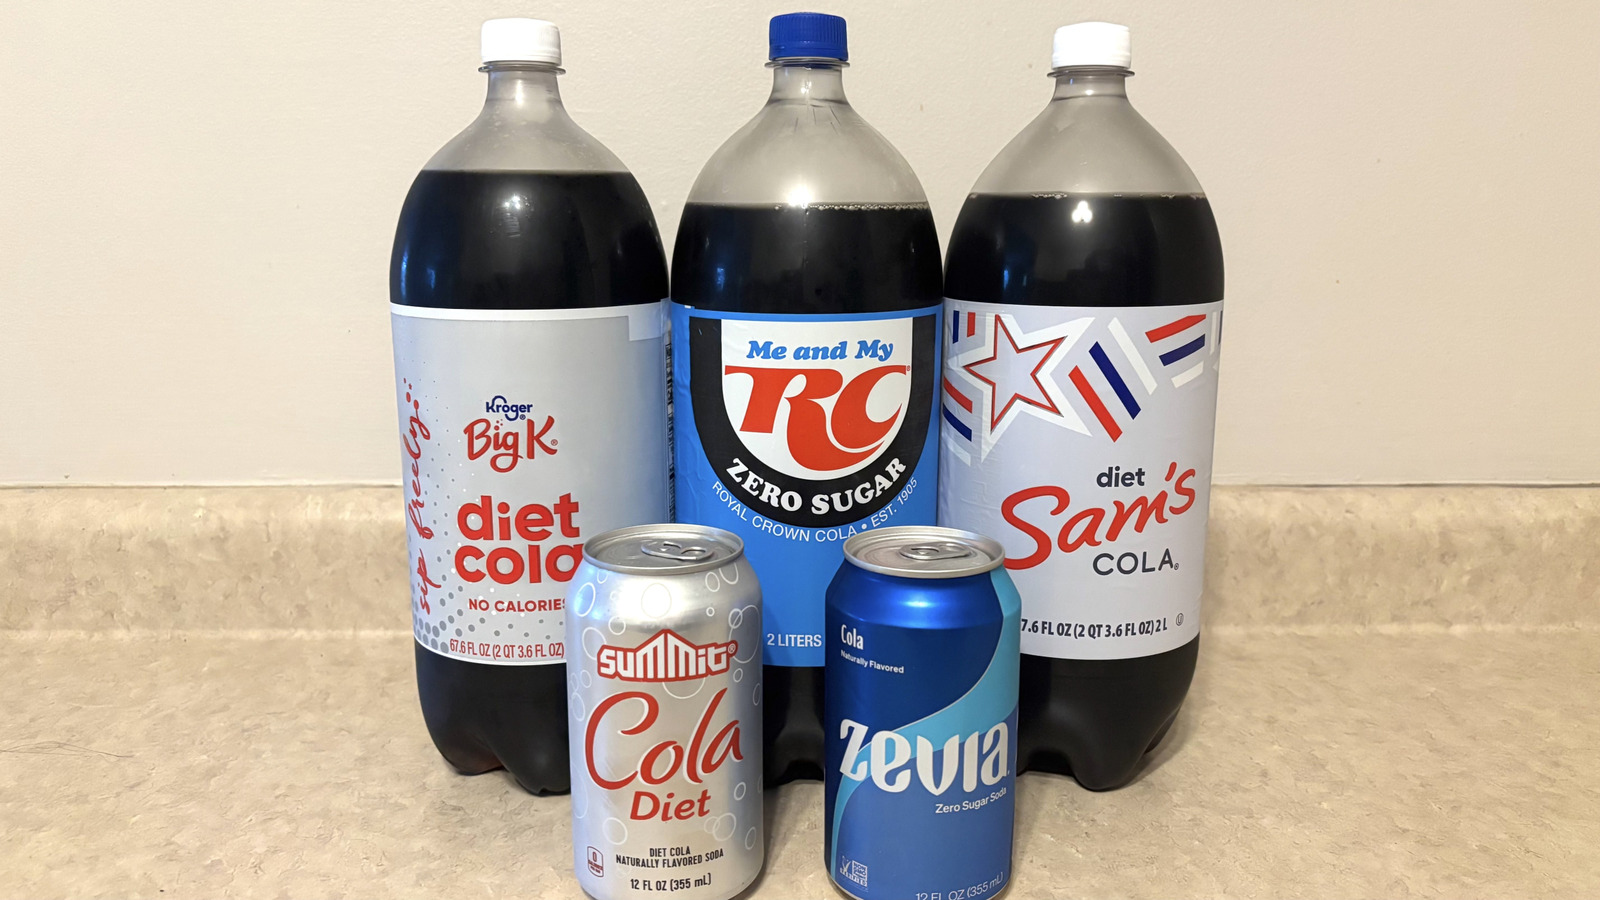 sip freely
Kroger®
Big K®
diet
cola
NO CALORIES
67.6 FL OZ (2 QT 3.6 FL OZ)
Me and My
RC®
ZERO SUGAR
ROYAL CROWN COLA • EST. 1905
2 LITERS
diet
Sam's
COLA®
7.6 FL OZ (2 QT 3.6 FL OZ) 2 L
summit®
Cola
Diet
DIET COLA
NATURALLY FLAVORED SODA
0
12 FL OZ (355 mL)
Cola
Naturally Flavored
zevia
Zero Sugar Soda
12 FL OZ (355 mL)